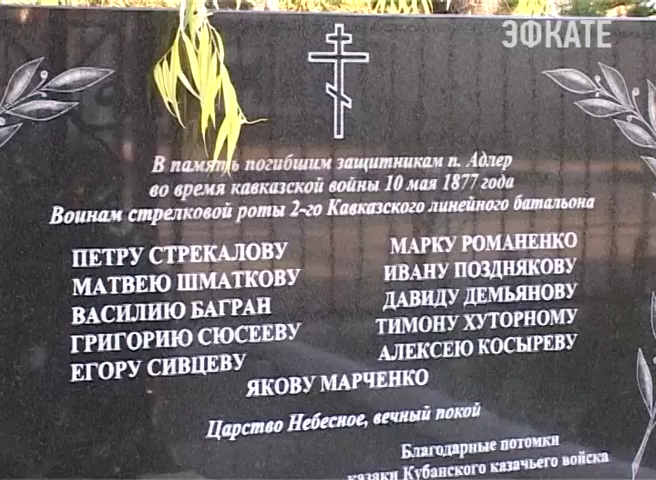 ЭФКАТЕ
В память погибшим защитникам п. Адлер
во время кавказской войны 10 мая 1877 года
Воинам стрелковой роты 2-го Кавказского линейного батальона
ПЕТРУ СТРЕКАЛОВУ
МАТВЕЮ ШМАТКОВУ
ВАСИЛИЮ БАГРАН
ГРИГОРИЮ СЮСЕЕВУ
ЕГОРУ СИВЦЕВУ
МАРКУ РОМАНЕНКО
ИВАНУ ПОЗДНЯКОВУ
ДАВИДУ ДЕМЬЯНОВУ
ТИМОНУ ХУТОРНОМУ
АЛЕКСЕЮ КОСЫРЕВУ
ЯКОВУ МАРЧЕНКО
Царство Небесное, вечный покой
Благодарные потомки
казаки Кубанского казачьего войска